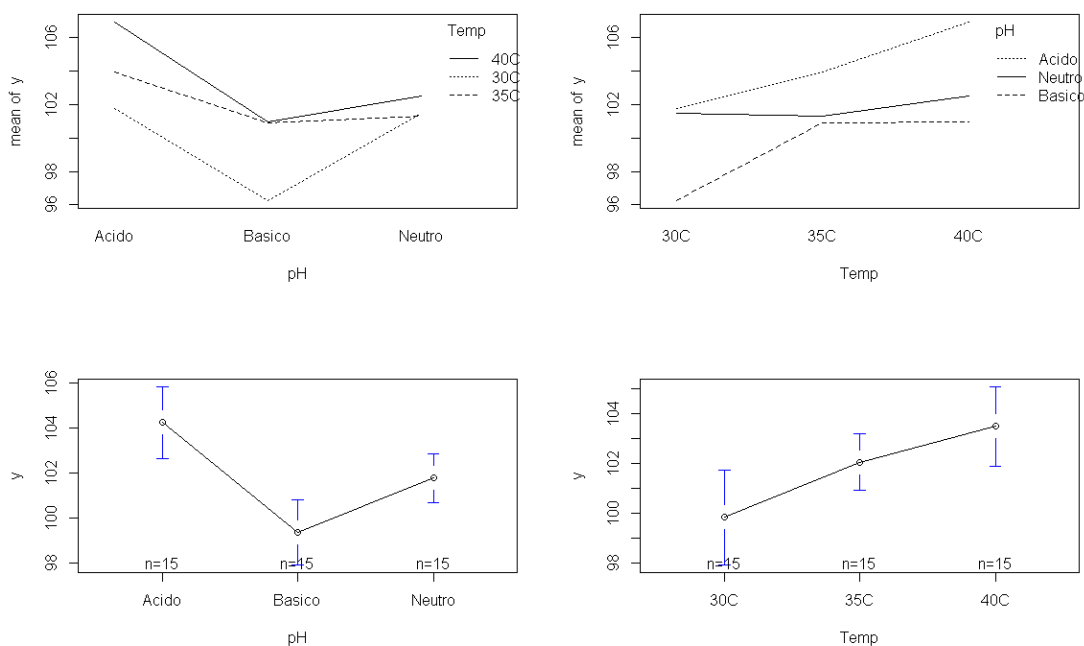 mean of y
106
102
98
96
Temp
40C
30C
35C
Acido
Basico
Neutro
pH
mean of y
106
102
98
96
pH
Acido
Neutro
Basico
30C
35C
40C
Temp
y
106
104
102
100
98
n=15
n=15
n=15
Acido
Basico
Neutro
pH
y
104
102
100
98
n=15
n=15
n=15
30C
35C
40C
Temp